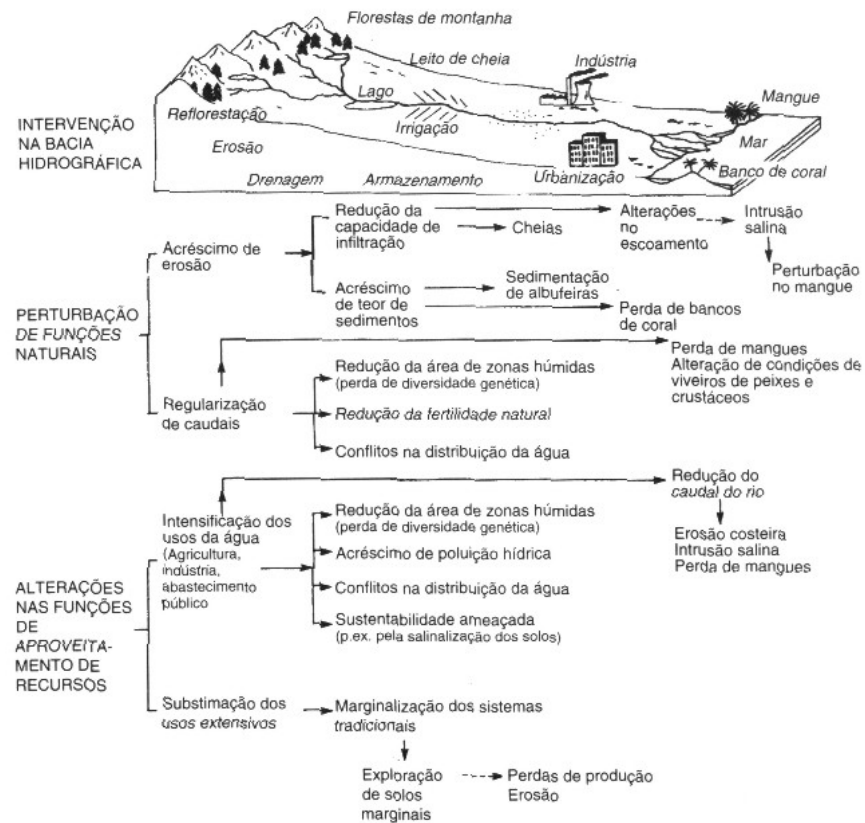 Florestas de montanha
Leito de cheia
Indústria
Lago
Mangue
Reflorestação
Irrigação
Mar
INTERVENÇÃO
NA BACIA
HIDROGRÁFICA
Erosão
Urbanização
Banco de coral
Drenagem
Armazenamento
PERTURBAÇÃO
DE FUNÇÕES
NATURAIS
Acréscimo de
erosão
Redução da
capacidade de
infiltração
Cheias
Alterações
no
escoamento
Intrusão
salina
Perturbação
no mangue
Acréscimo
de teor de
sedimentos
Sedimentação
de albufeiras
Perda de bancos
de coral
Perda de mangues
Alteração de condições de
viveiros de peixes e
crustáceos
Regularização
de caudais
Redução da área de zonas húmidas
(perda de diversidade genética)
Redução da fertilidade natural
Conflitos na distribuição da água
ALTERAÇÕES
NAS FUNÇÕES
DE
APROVEITA-
MENTO DE
RECURSOS
Intensificação dos
usos da água
(Agricultura,
indústria,
abastecimento
público
Redução do
caudal do rio
Erosão costeira
Intrusão salina
Perda de mangues
Redução da área de zonas húmidas
(perda de diversidade genética)
Acréscimo de poluição hídrica
Conflitos na distribuição da água
Sustentabilidade ameaçada
(p.ex. pela salinalização dos solos)
Substimação dos
usos extensivos
Marginalização dos sistemas
tradicionais
Exploração
de solos
marginais
Perdas de produção
Erosão